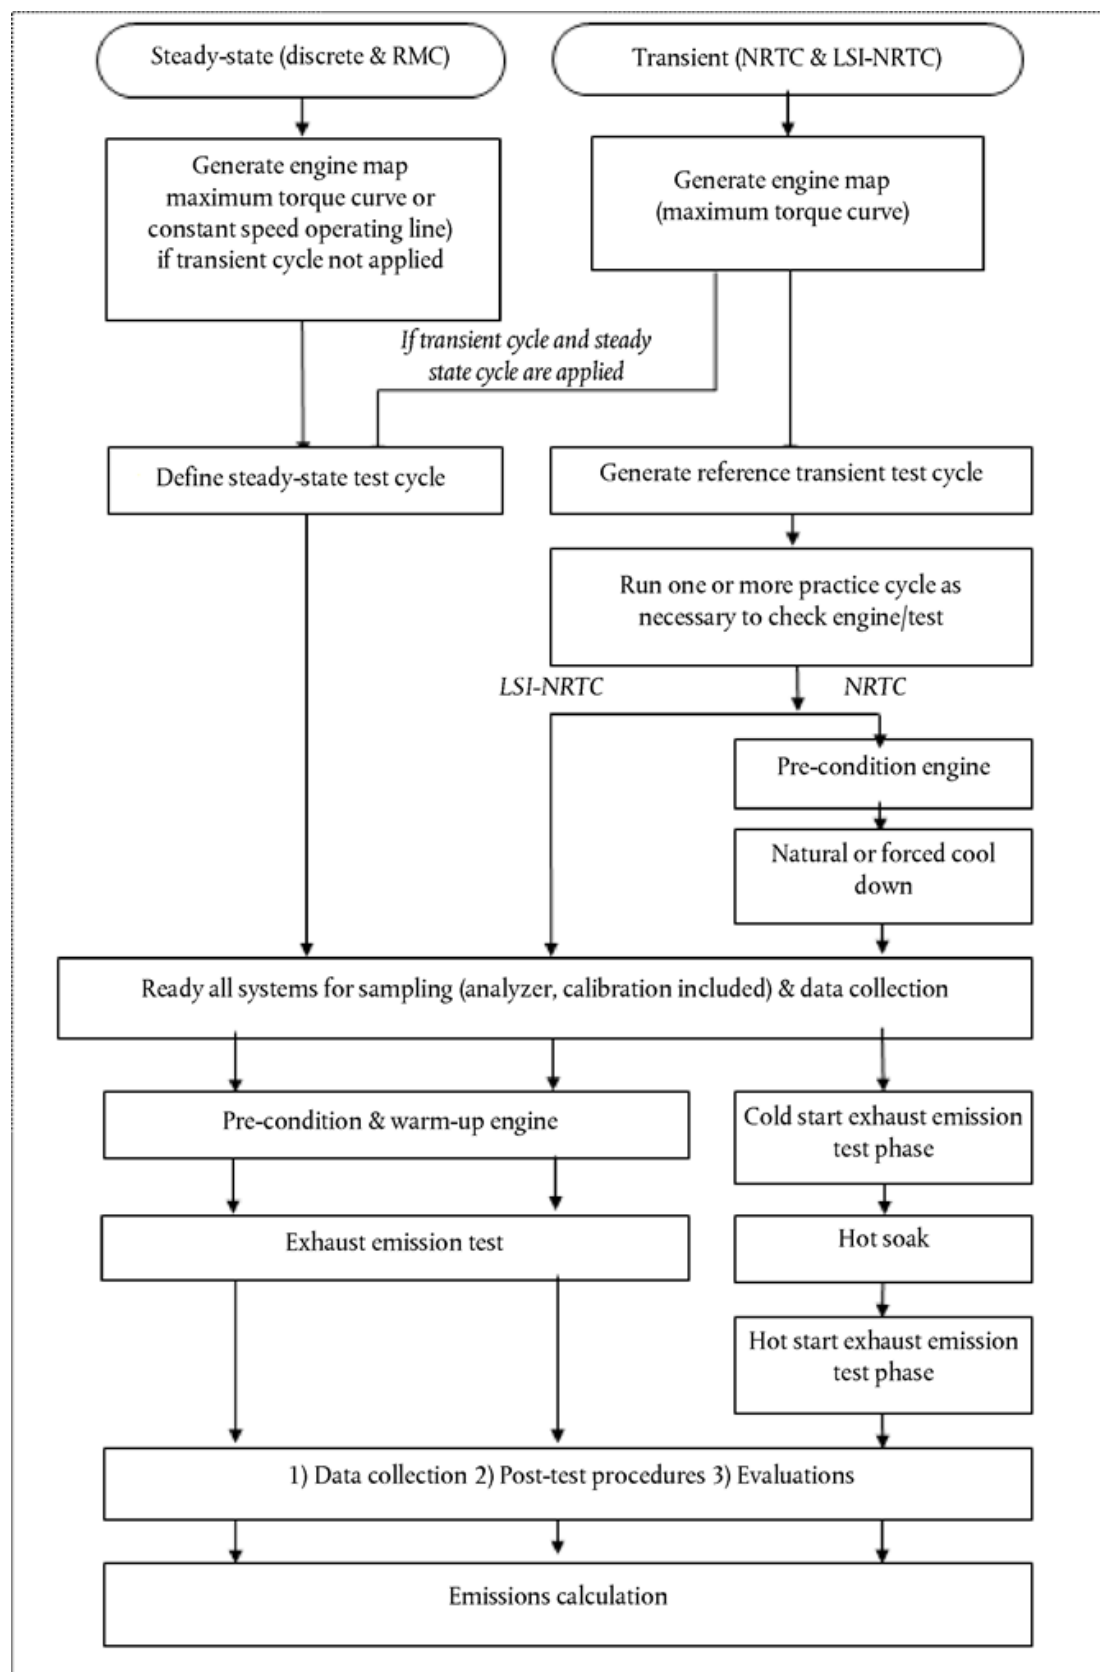 Steady-state (discrete & RMC)
Transient (NRTC & LSI-NRTC)
Generate engine map
maximum torque curve or
constant speed operating line)
if transient cycle not applied
Generate engine map
(maximum torque curve)
If transient cycle and steady
state cycle are applied
Define steady-state test cycle
Generate reference transient test cycle
Run one or more practice cycle as
necessary to check engine/test
LSI-NRTC
NRTC
Pre-condition engine
Natural or forced cool
down
Ready all systems for sampling (analyzer, calibration included) & data collection
Pre-condition & warm-up engine
Cold start exhaust emission
test phase
Exhaust emission test
Hot soak
Hot start exhaust emission
test phase
1) Data collection 2) Post-test procedures 3) Evaluations
Emissions calculation